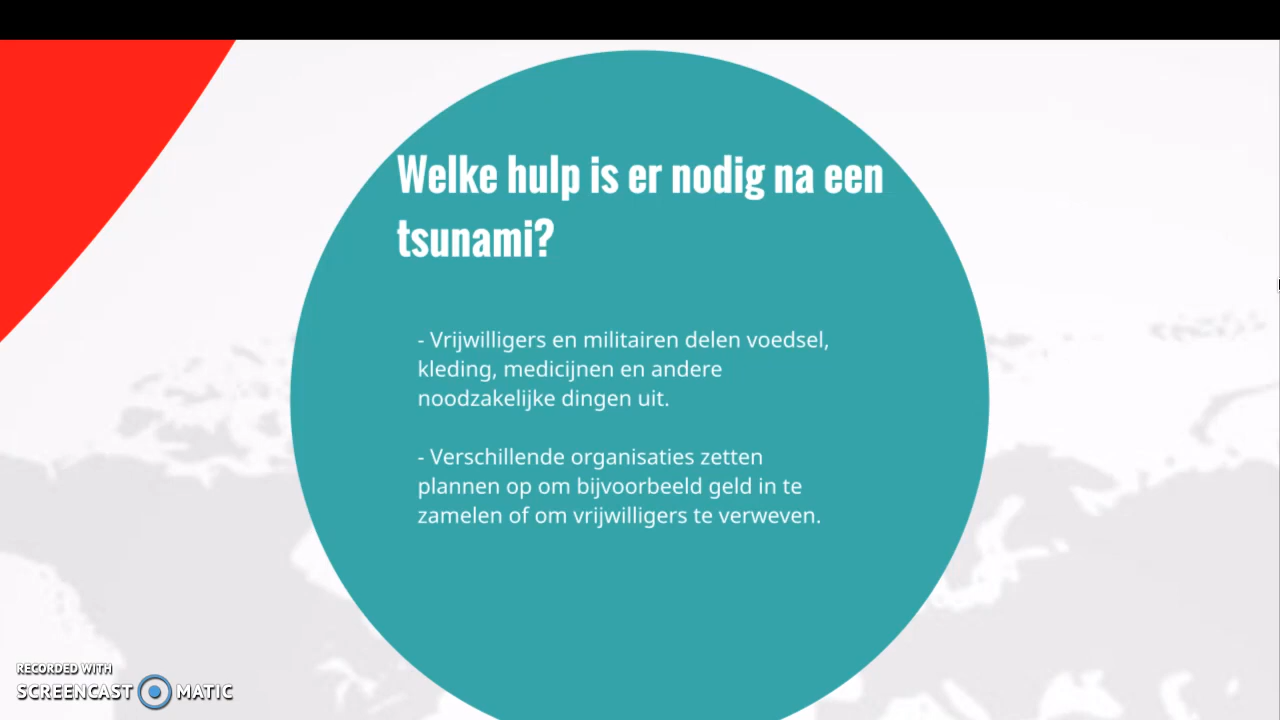 Welke hulp is er nodig na een
tsunami?
- Vrijwilligers en militairen delen voedsel,
kleding, medicijnen en andere
noodzakelijke dingen uit.
- Verschillende organisaties zetten
plannen op om bijvoorbeeld geld in te
zamelen of om vrijwilligers te verweven.
RECORDED WITH
SCREENCAST MATIC